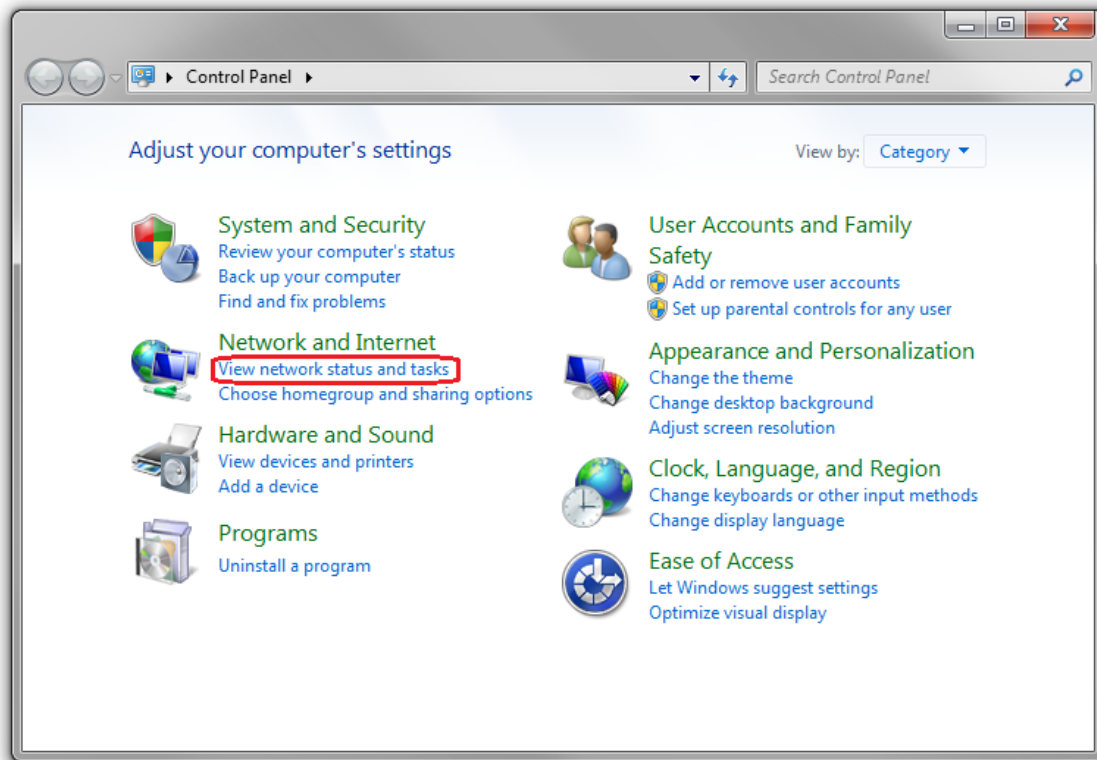 Control Panel
Search Control Panel
Adjust your computer's settings
View by: Category
System and Security
Review your computer's status
Back up your computer
Find and fix problems
Network and Internet
View network status and tasks
Choose homegroup and sharing options
Hardware and Sound
View devices and printers
Add a device
Programs
Uninstall a program
User Accounts and Family
Safety
Add or remove user accounts
Set up parental controls for any user
Appearance and Personalization
Change the theme
Change desktop background
Adjust screen resolution
Clock, Language, and Region
Change keyboards or other input methods
Change display language
Ease of Access
Let Windows suggest settings
Optimize visual display